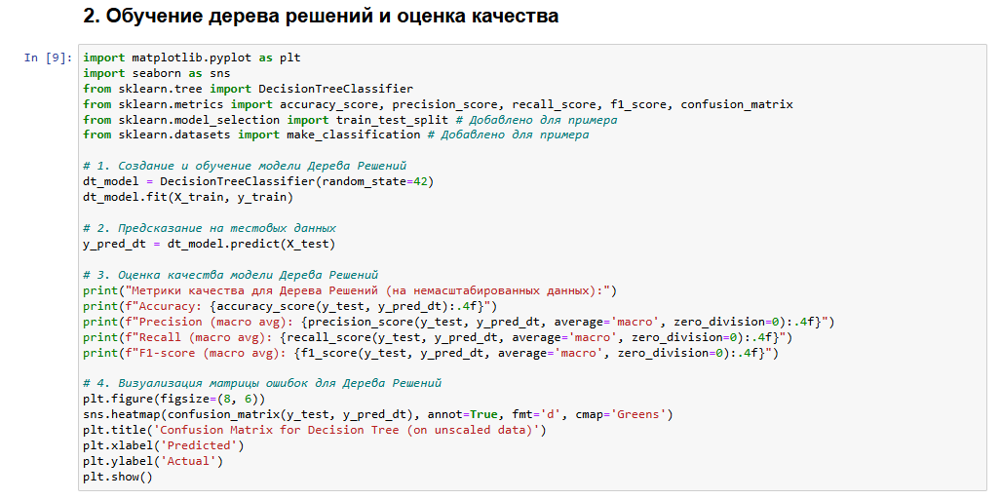 2. Обучение дерева решений и оценка качества
In [9]:
import matplotlib.pyplot as plt
import seaborn as sns
from sklearn.tree import DecisionTreeClassifier
from sklearn.metrics import accuracy_score, precision_score, recall_score, f1_score, confusion_matrix
from sklearn.model_selection import train_test_split # Добавлено для примера
from sklearn.datasets import make_classification # Добавлено для примера

# 1. Создание и обучение модели Дерева Решений
dt_model = DecisionTreeClassifier(random_state=42)
dt_model.fit(X_train, y_train)

# 2. Предсказание на тестовых данных
y_pred_dt = dt_model.predict(X_test)

# 3. Оценка качества модели Дерева Решений
print("Метрики качества для Дерева Решений (на немасштабированных данных):")
print(f"Accuracy: {accuracy_score(y_test, y_pred_dt):.4f}")
print(f"Precision (macro avg): {precision_score(y_test, y_pred_dt, average='macro', zero_division=0):.4f}")
print(f"Recall (macro avg): {recall_score(y_test, y_pred_dt, average='macro', zero_division=0):.4f}")
print(f"F1-score (macro avg): {f1_score(y_test, y_pred_dt, average='macro', zero_division=0):.4f}")

# 4. Визуализация матрицы ошибок для Дерева Решений
plt.figure(figsize=(8, 6))
sns.heatmap(confusion_matrix(y_test, y_pred_dt), annot=True, fmt='d', cmap='Greens')
plt.title('Confusion Matrix for Decision Tree (on unscaled data)')
plt.xlabel('Predicted')
plt.ylabel('Actual')
plt.show()